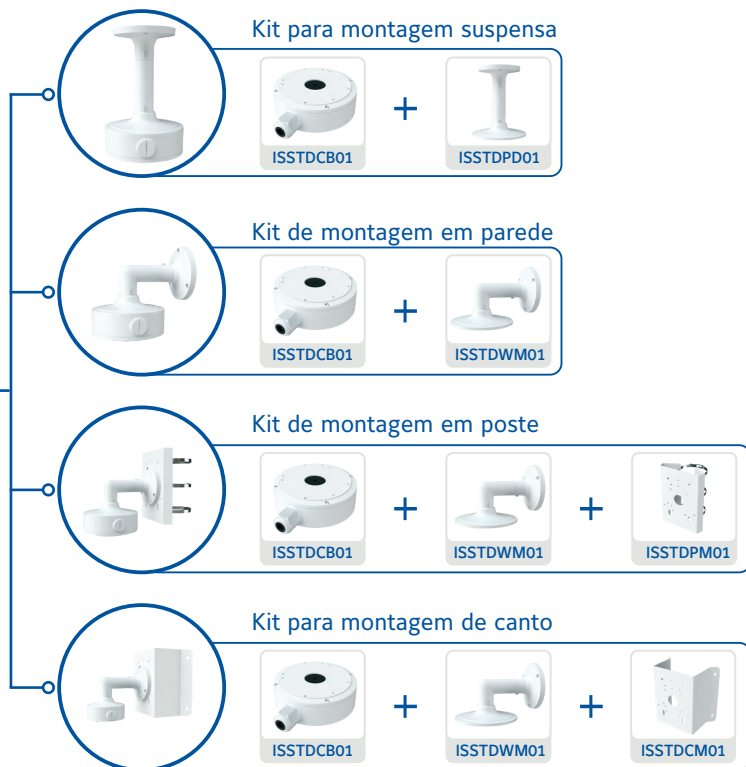 Kit para montagem suspensa
+
ISSTDCB01
ISSTDPD01
Kit de montagem em parede
+
ISSTDCB01
ISSTDWM01
Kit de montagem em poste
+
+
ISSTDCB01
ISSTDWM01
ISSTDPM01
Kit para montagem de canto
+
+
ISSTDCB01
ISSTDWM01
ISSTDCM01